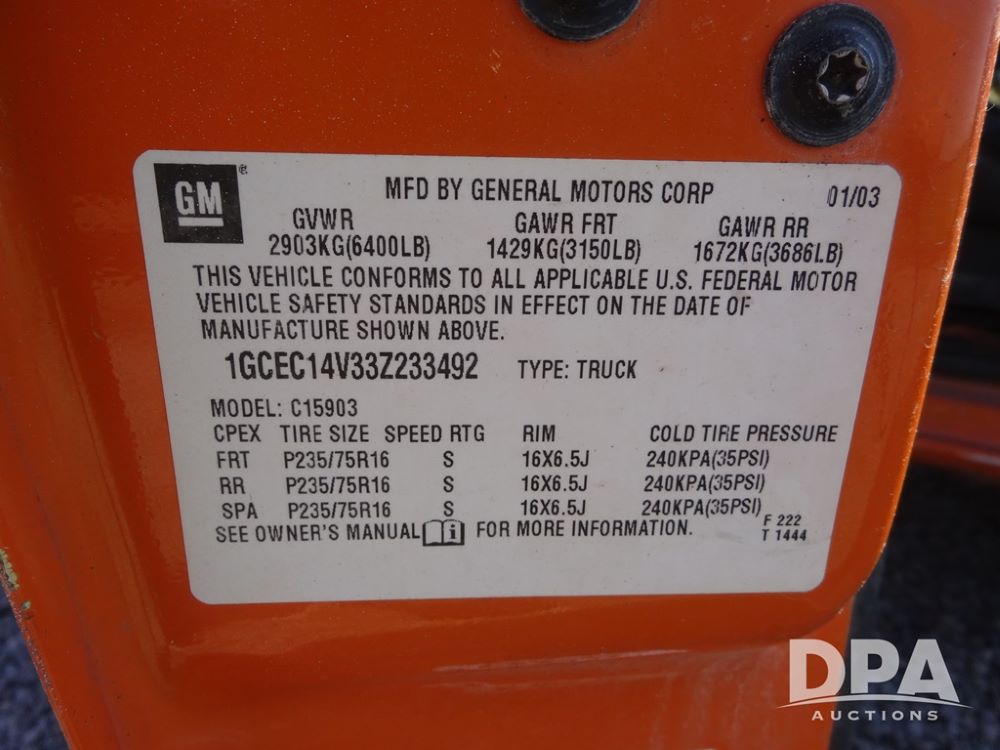 GM® MFD BY GENERAL MOTORS CORP 01/03
GVWR GAWR FRT GAWR RR
2903KG(6400LB) 1429KG(3150LB) 1672KG(3686LB)
THIS VEHICLE CONFORMS TO ALL APPLICABLE U.S. FEDERAL MOTOR
VEHICLE SAFETY STANDARDS IN EFFECT ON THE DATE OF
MANUFACTURE SHOWN ABOVE.
1GCEC14V33Z233492 TYPE: TRUCK
MODEL: C15903
CPEX TIRE SIZE SPEED RTG RIM COLD TIRE PRESSURE
FRT P235/75R16 S 16X6.5J 240KPA(35PSI)
RR P235/75R16 S 16X6.5J 240KPA(35PSI)
SPA P235/75R16 S 16X6.5J 240KPA(35PSI)
SEE OWNER'S MANUAL i FOR MORE INFORMATION.
F 222
T 1444
DPA
AUCTIONS